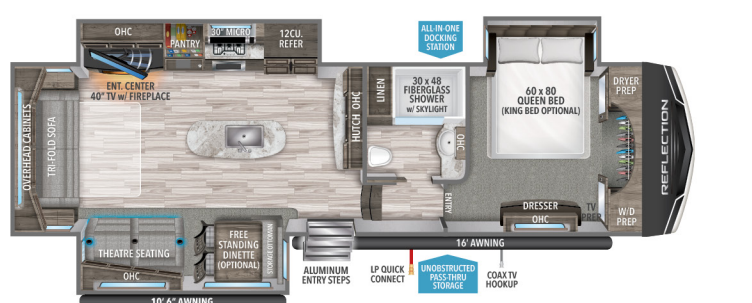 ALL-IN-ONE
DOCKING
STATION
OHC
PANTRY
30" MICRO
12CU.
REFER
ENT. CENTER
40" TV w/ FIREPLACE
OVERHEAD CABINETS
TRI-FOLD SOFA
HUTCH OHC
LINEN
30 x 48
FIBERGLASS
SHOWER
w/ SKYLIGHT
OHC
60 x 80
QUEEN BED
(KING BED OPTIONAL)
DRYER
PREP
REFLECTION
W/D
PREP
TV
PREP
DRESSER
OHC
ENTRY
THEATRE SEATING
OHC
FREE
STANDING
DINETTE
(OPTIONAL)
STORAGE OTTOMAN
16' AWNING
ALUMINUM
ENTRY STEPS
LP QUICK
CONNECT
UNOBSTRUCTED
PASS-THRU
STORAGE
COAX TV
HOOKUP
10' 6" AWNING